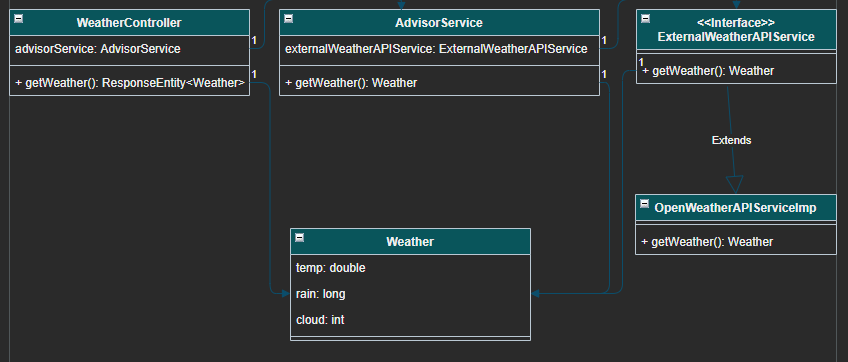 WeatherController
advisorService: AdvisorService
1
+ getWeather(): ResponseEntity<Weather>
1
AdvisorService
externalWeatherAPIService: ExternalWeatherAPIService
1
+ getWeather(): Weather
1
<<Interface>>
ExternalWeatherAPIService
1
+ getWeather(): Weather
Extends
OpenWeatherAPIServiceImp
+ getWeather(): Weather
Weather
temp: double
rain: long
cloud: int